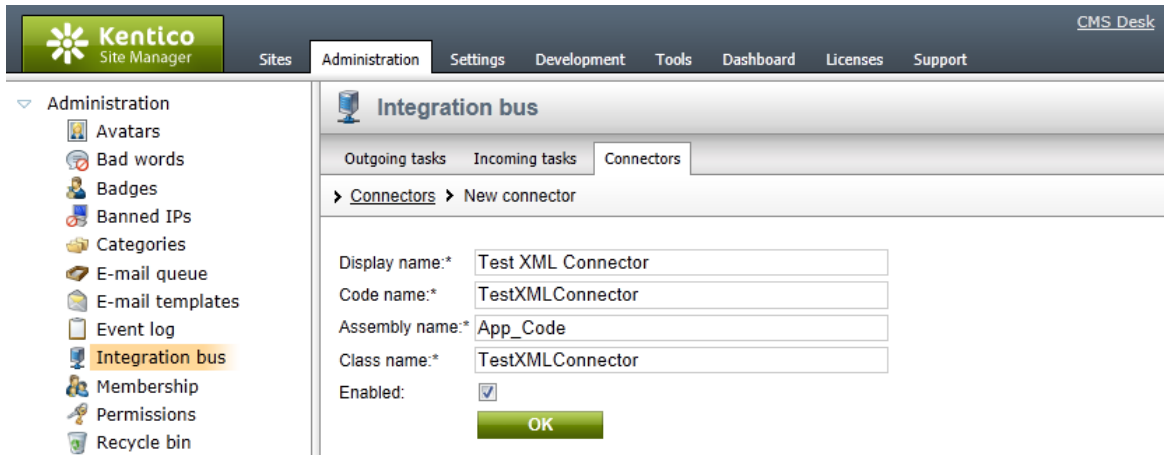 CMS Desk
Kentico
Site Manager
Sites Administration Settings Development Tools Dashboard Licenses Support
Administration
Avatars
Bad words
Badges
Banned IPs
Categories
E-mail queue
E-mail templates
Event log
Integration bus
Membership
Permissions
Recycle bin
Integration bus
Outgoing tasks Incoming tasks Connectors
Connectors New connector
Display name:* Test XML Connector
Code name:* TestXMLConnector
Assembly name:* App_Code
Class name:* TestXMLConnector
Enabled:
OK